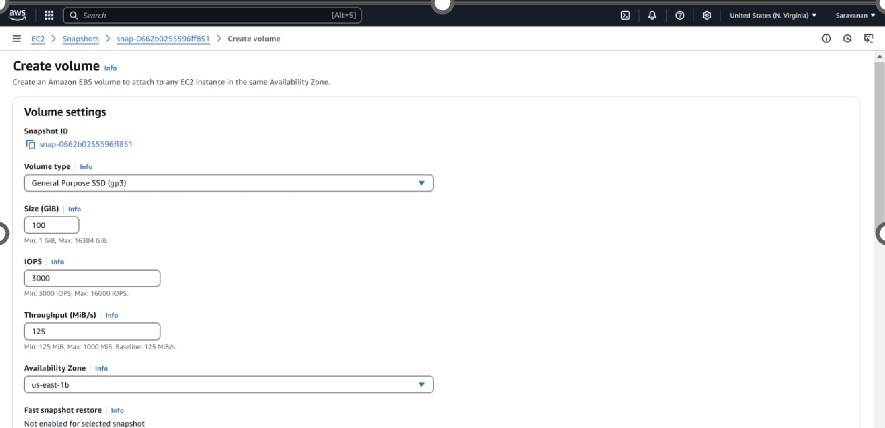 aws Search [Alt+S] United States (N. Virginia) Saravanan
EC2 > Snapshots > snap-0662b0255596ff851 > Create volume
Create volume Info
Create an Amazon EBS volume to attach to any EC2 instance in the same Availability Zone.
Volume settings
Snapshot ID
snap-0662b0255596ff851
Volume type Info
General Purpose SSD (gp3)
Size (GiB) Info
100
Min: 1 GiB, Max: 16384 GiB.
IOPS Info
3000
Min: 3000 IOPS, Max: 16000 IOPS.
Throughput (MiB/s) Info
125
Min: 125 MiB, Max: 1000 MiB. Baseline: 125 MiB/s.
Availability Zone Info
us-east-1b
Fast snapshot restore Info
Not enabled for selected snapshot